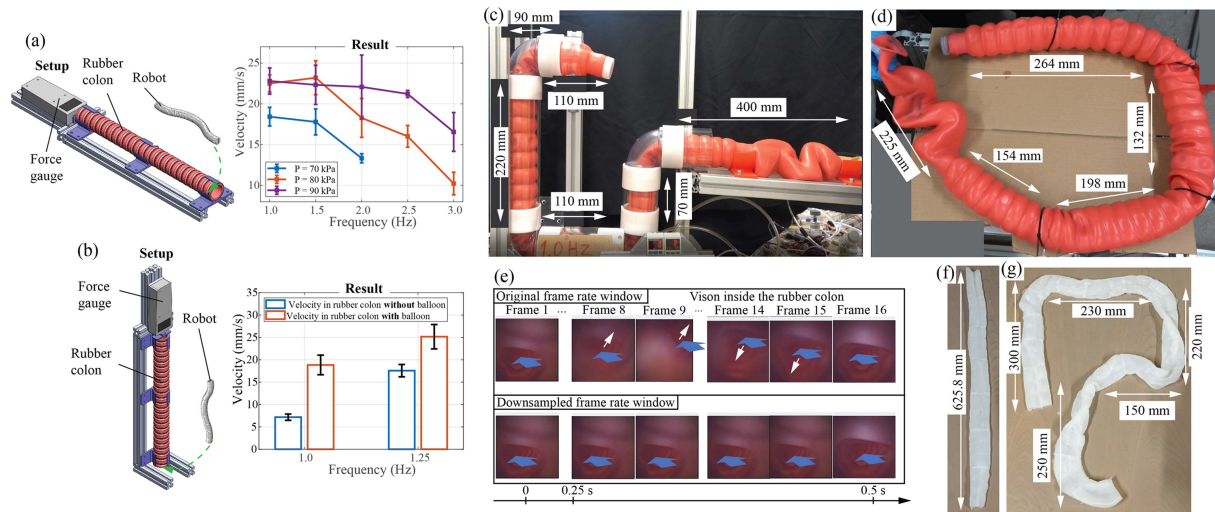 (a)
Setup
Rubber
colon
Robot
Force
gauge
Result
Velocity (mm/s)
25
20
15
10
P = 70 kPa
P = 80 kPa
P = 90 kPa
1.0 1.5 2.0 2.5 3.0
Frequency (Hz)
(b)
Setup
Force
gauge
Robot
Rubber
colon
Result
Velocity (mm/s)
35
30
25
20
15
10
5
0
Velocity in rubber colon without balloon
Velocity in rubber colon with balloon
1.0 1.25
Frequency (Hz)
(c)
90 mm
110 mm
220 mm
400 mm
110 mm
70 mm
1.0 Hz
(d)
264 mm
132 mm
225 mm
154 mm
198 mm
(e)
Original frame rate window Vison inside the rubber colon
Frame 1 ... Frame 8 Frame 9 ... Frame 14 Frame 15 Frame 16
Downsampled frame rate window
0 0.25 s 0.5 s
(f)
625.8 mm
(g)
230 mm
300 mm
220 mm
150 mm
250 mm